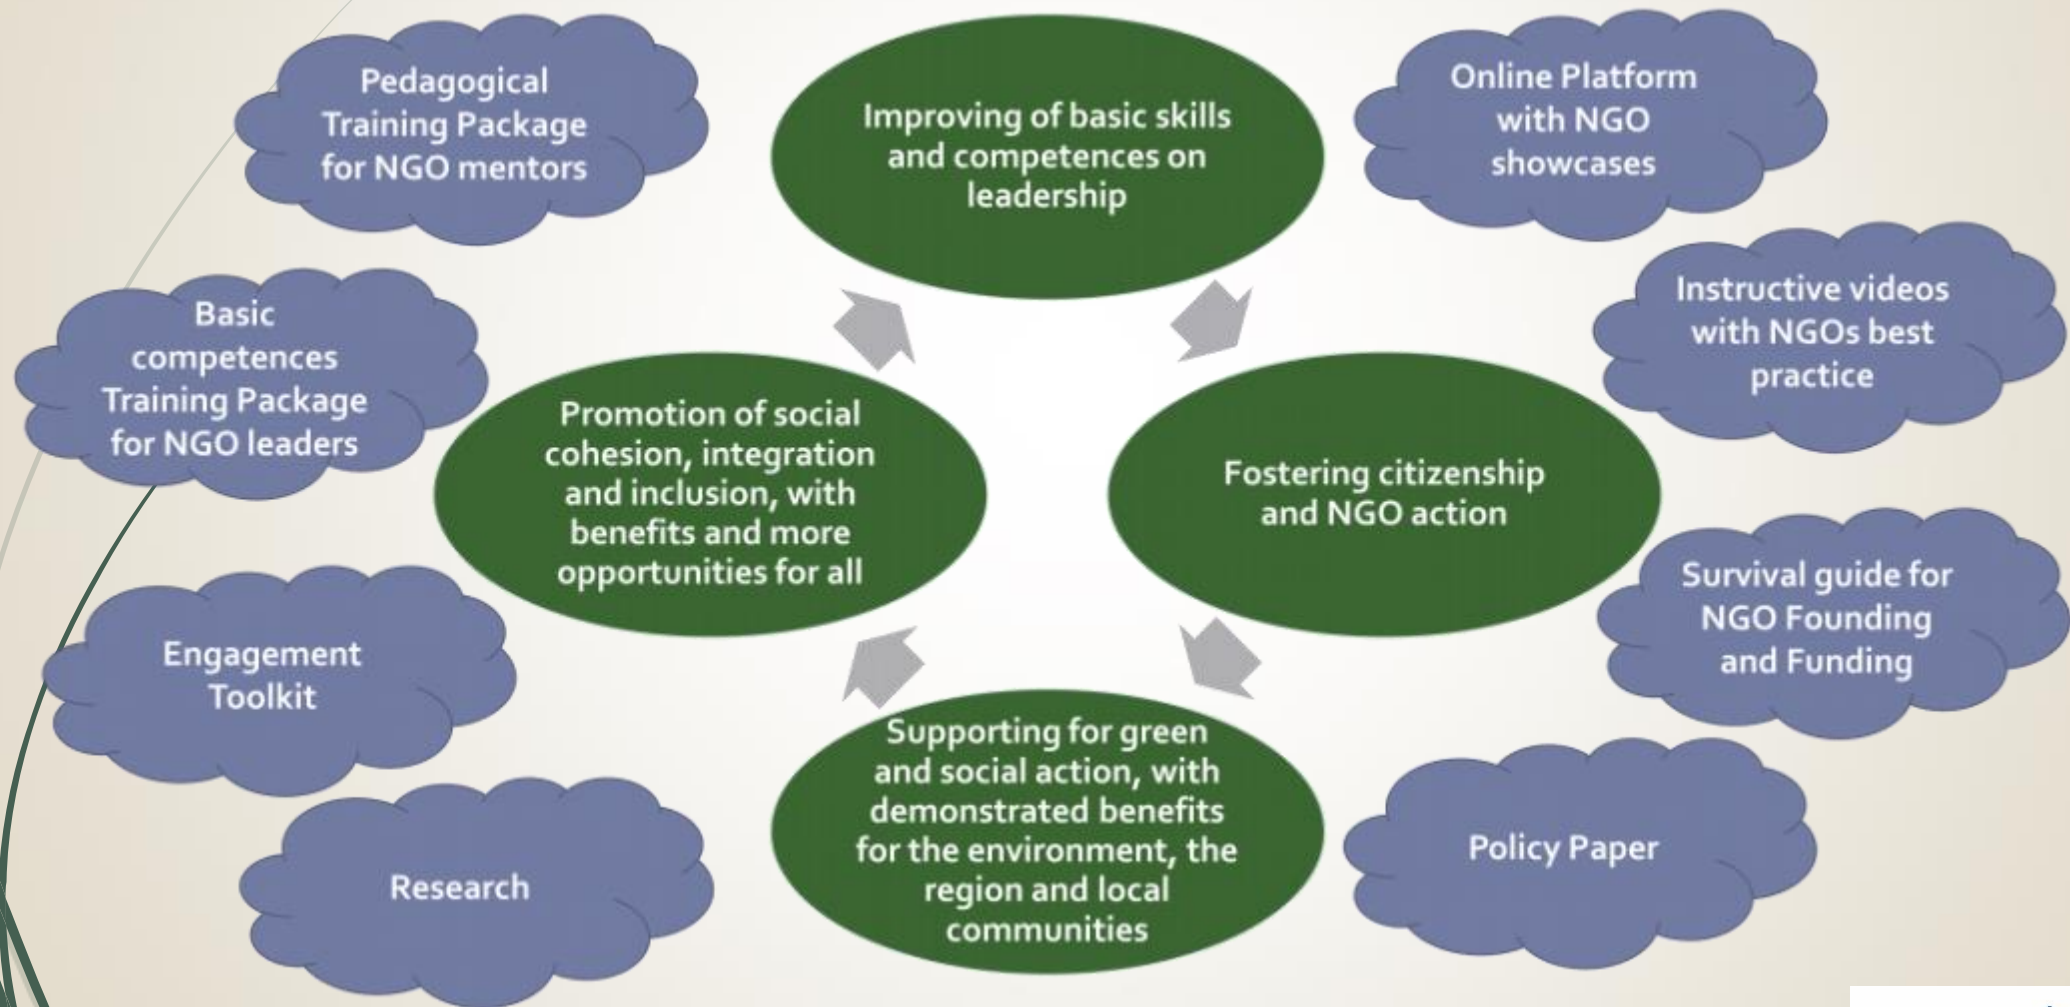 Pedagogical
Training Package
for NGO mentors
Improving of basic skills
and competences on
leadership
Online Platform
with NGO
showcases
Basic
competences
Training Package
for NGO leaders
Instructive videos
with NGOs best
practice
Promotion of social
cohesion, integration
and inclusion, with
benefits and more
opportunities for all
Fostering citizenship
and NGO action
Engagement
Toolkit
Survival guide for
NGO Founding
and Funding
Supporting for green
and social action, with
demonstrated benefits
for the environment, the
region and local
communities
Research
Policy Paper